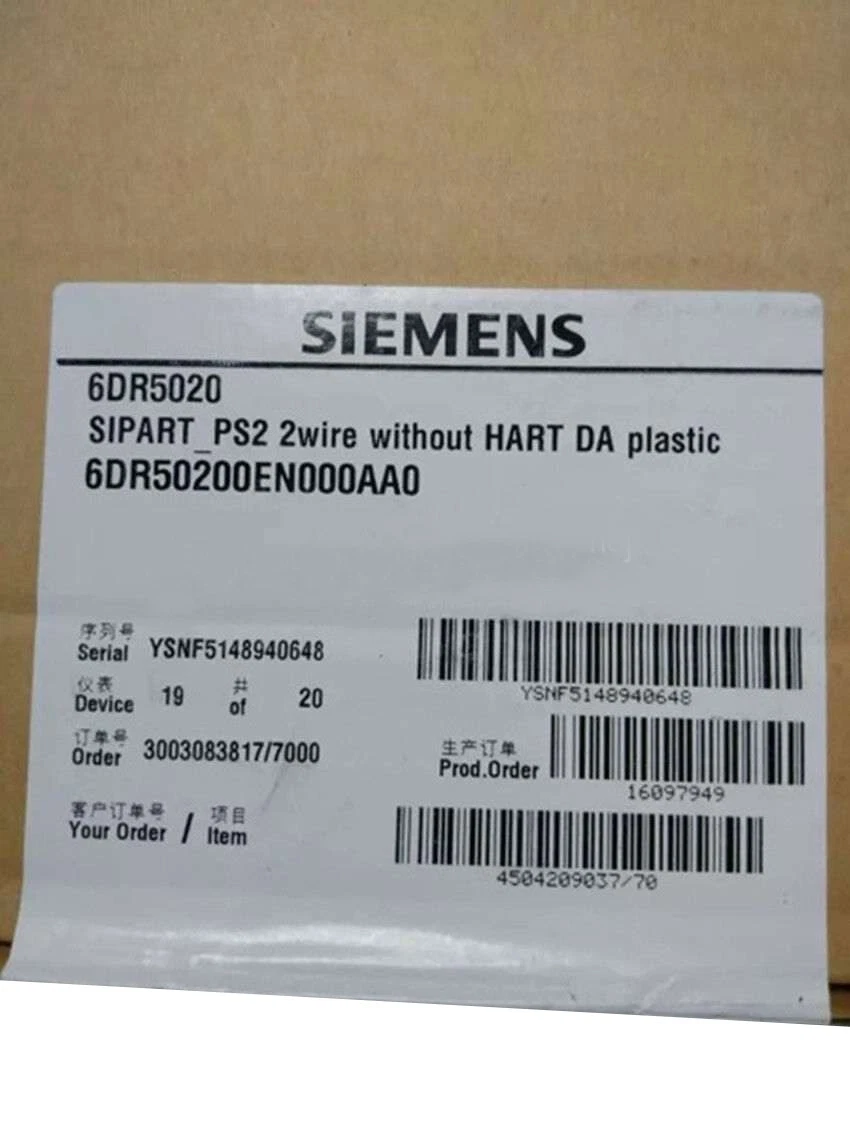 SIEMENS
6DR5020
SIPART_PS2 2wire without HART DA plastic
6DR50200EN000AA0
序列号
Serial YSNF5148940648
YSNF5148940648
仪表 共
Device 19 of 20
订单号
Order 3003083817/7000
生产订单
Prod.Order
16097949
客户订单号 / 项目
Your Order Item
4504209037/70